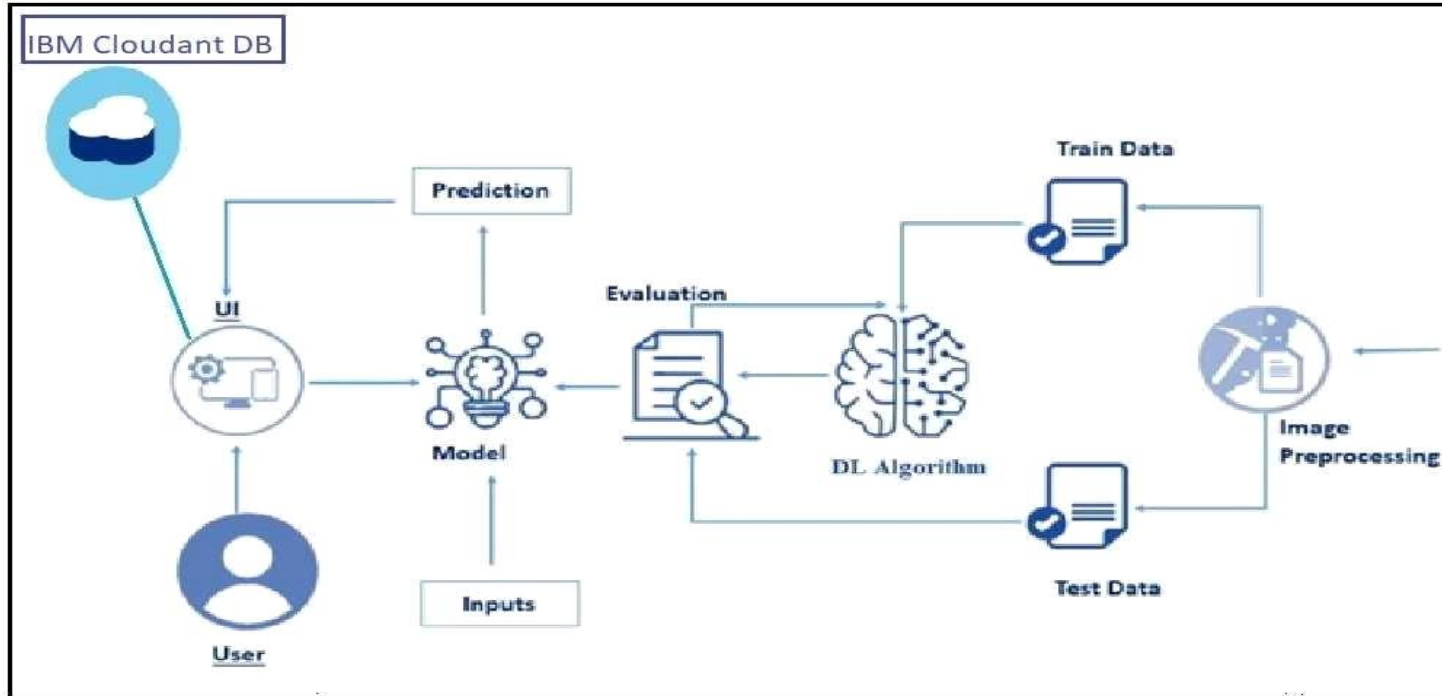 IBM Cloudant DB
Train Data
Prediction
Evaluation
UI
Model
DL Algorithm
Image
Preprocessing
Test Data
Inputs
User